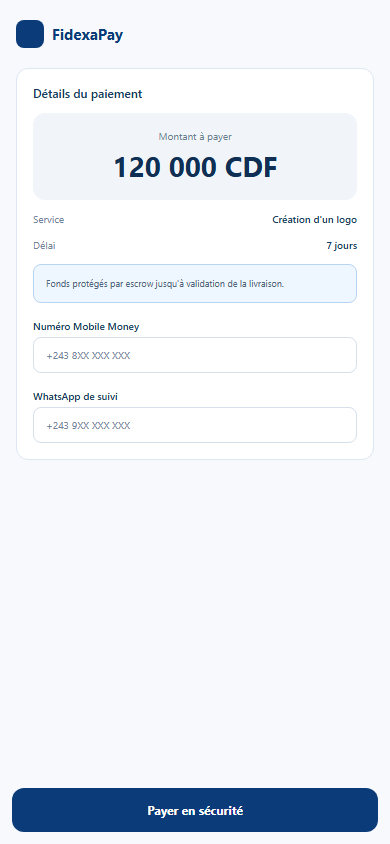 FidexaPay
Détails du paiement
Montant à payer
120 000 CDF
Service Création d'un logo
Délai 7 jours
Fonds protégés par escrow jusqu'à validation de la livraison.
Numéro Mobile Money
+243 8XX XXX XXX
WhatsApp de suivi
+243 9XX XXX XXX
Payer en sécurité